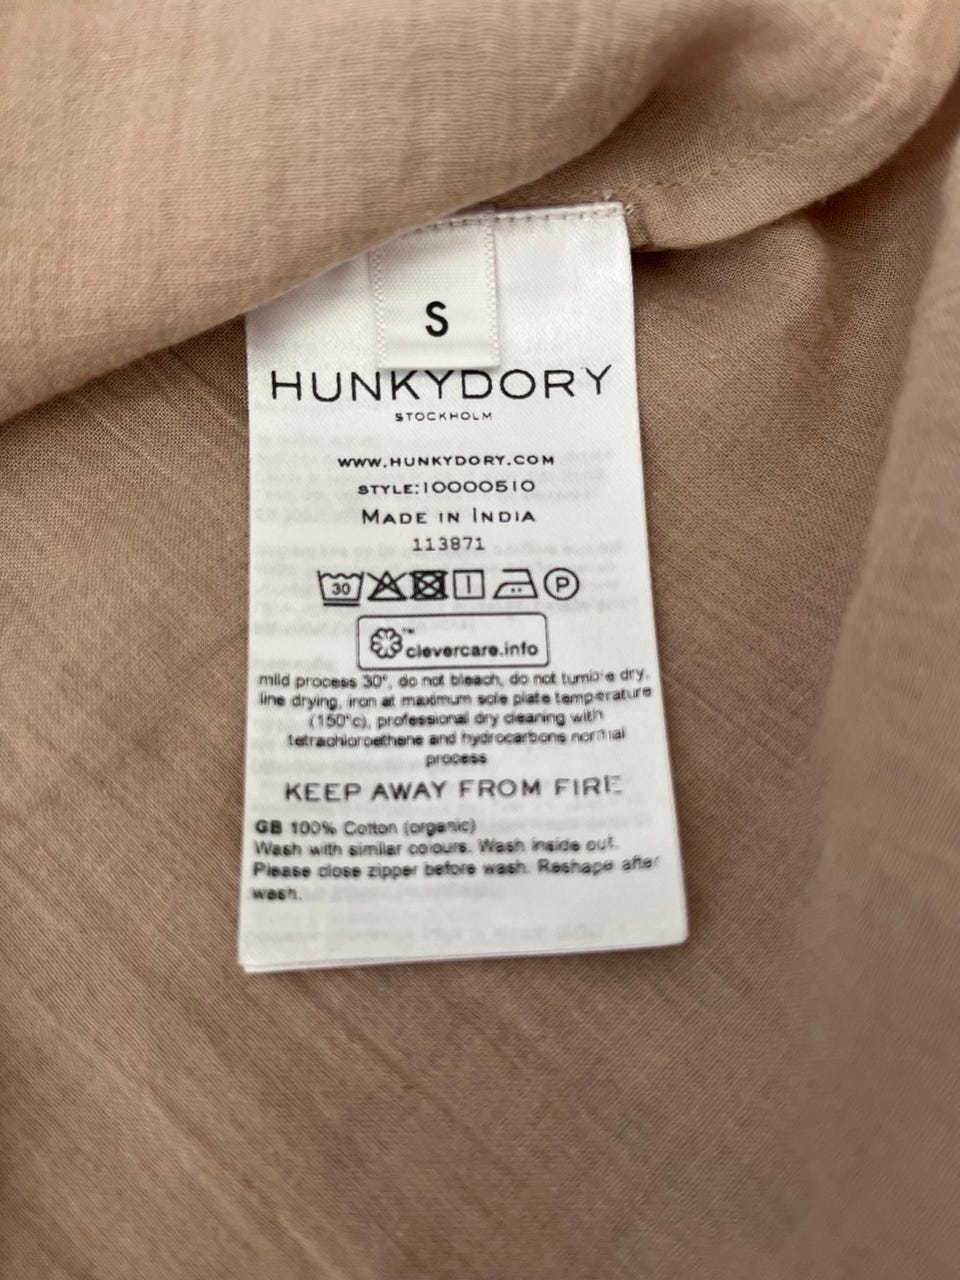 S
HUNKYDORY
STOCKHOLM
WWW.HUNKYDORY.COM
STYLE:10000510
MADE IN INDIA
113871
30 P
clevercare.info
mild process 30°, do not bleach, do not tumble dry,
line drying, iron at maximum sole plate temperature
(150°c), professional dry cleaning with
tetrachloroethene and hydrocarbons normal
process
KEEP AWAY FROM FIRE
GB 100% Cotton (organic)
Wash with similar colours. Wash inside out.
Please close zipper before wash. Reshape after
wash.